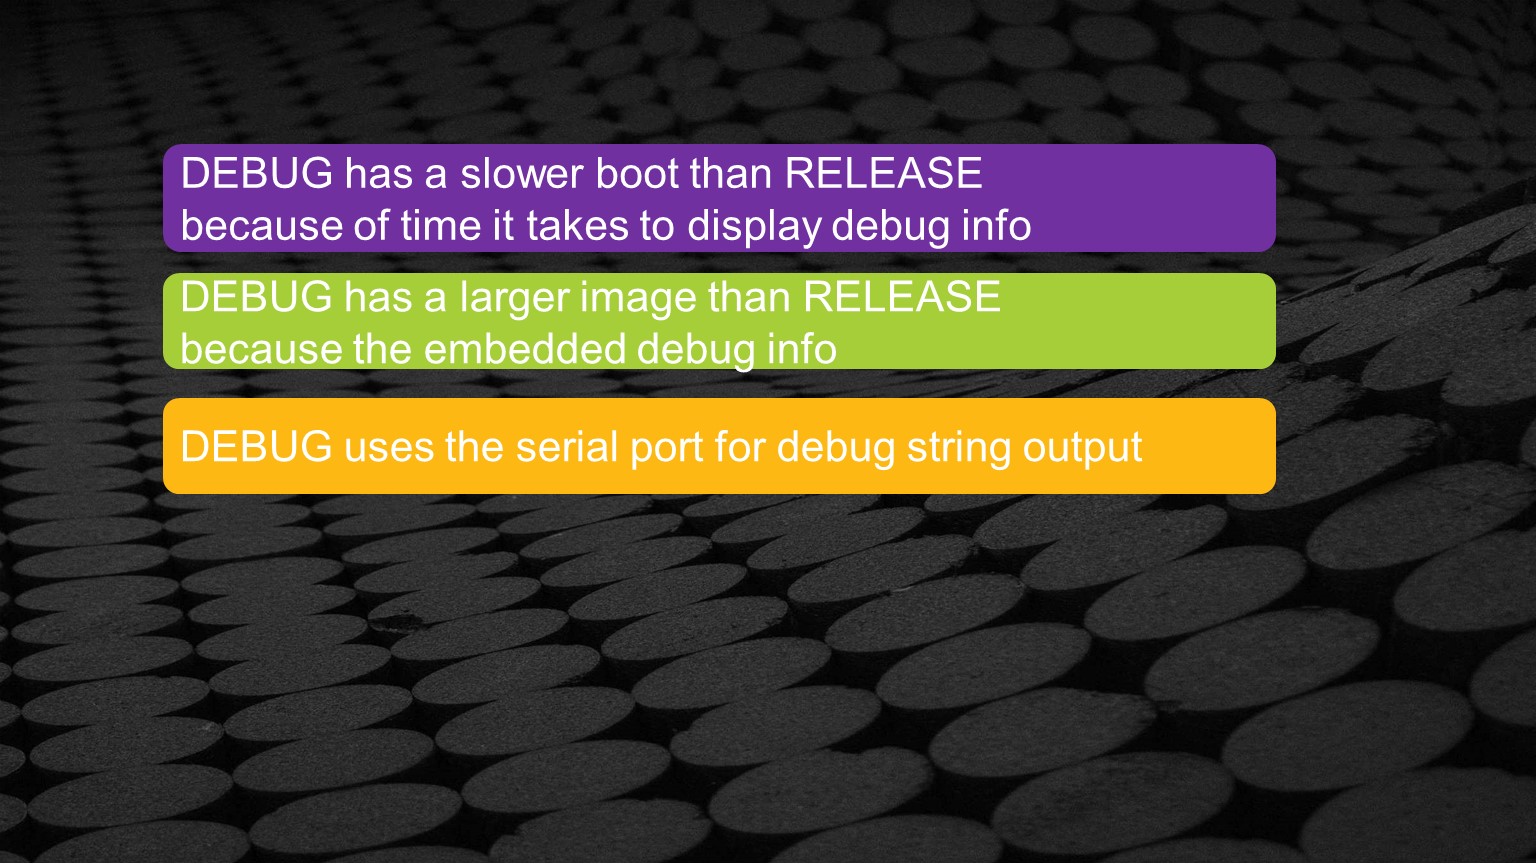 DEBUG has a slower boot than RELEASE
because of time it takes to display debug info
DEBUG has a larger image than RELEASE
because the embedded debug info
DEBUG uses the serial port for debug string output